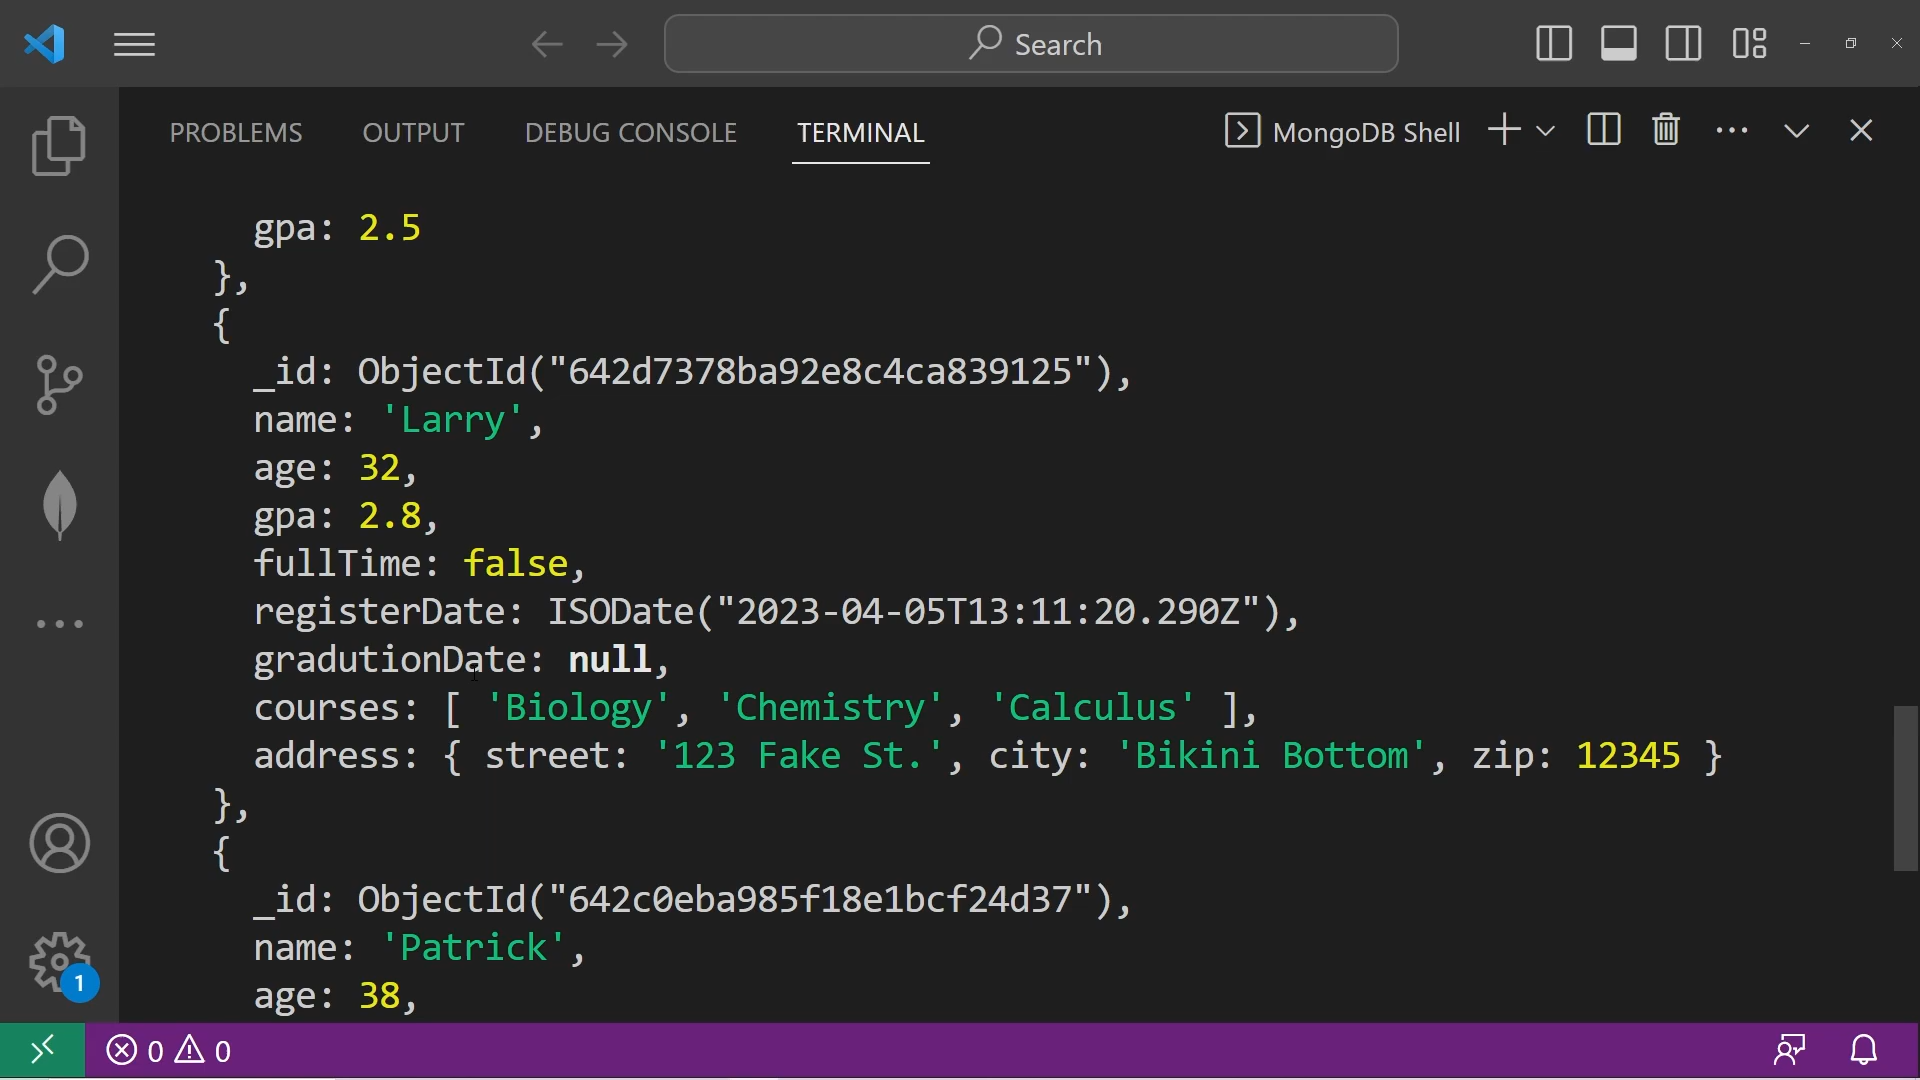 Search
PROBLEMS OUTPUT DEBUG CONSOLE TERMINAL MongoDB Shell
gpa: 2.5
},
{
_id: ObjectId("642d7378ba92e8c4ca839125"),
name: 'Larry',
age: 32,
gpa: 2.8,
fullTime: false,
registerDate: ISODate("2023-04-05T13:11:20.290Z"),
gradutionDate: null,
courses: [ 'Biology', 'Chemistry', 'Calculus' ],
address: { street: '123 Fake St.', city: 'Bikini Bottom', zip: 12345 }
},
{
_id: ObjectId("642c0eba985f18e1bcf24d37"),
name: 'Patrick',
age: 38,
1
0 0